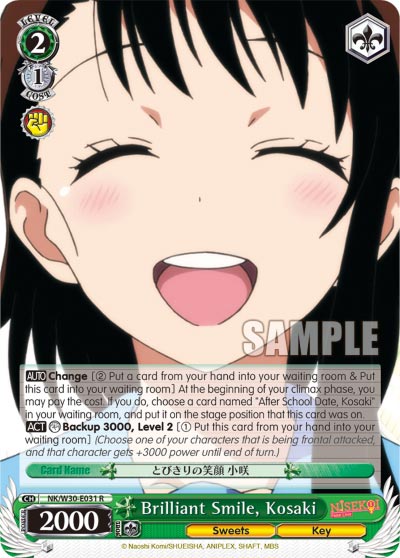 LEVEL
2
1
COST
SAMPLE
AUTO Change [② Put a card from your hand into your waiting room & Put
this card into your waiting room] At the beginning of your climax phase, you
may pay the cost. If you do, choose a card named "After School Date, Kosaki"
in your waiting room, and put it on the stage position that this card was on.
ACT Backup 3000, Level 2 [① Put this card from your hand into your
waiting room] (Choose one of your characters that is being frontal attacked,
and that character gets +3000 power until end of turn.)
Card Name とびきりの笑顔 小咲
CH NK/W30-E031 R
POWER 2000
Brilliant Smile, Kosaki
NISEKOI
Sweets Key
© Naoshi Komi/SHUEISHA, ANIPLEX, SHAFT, MBS